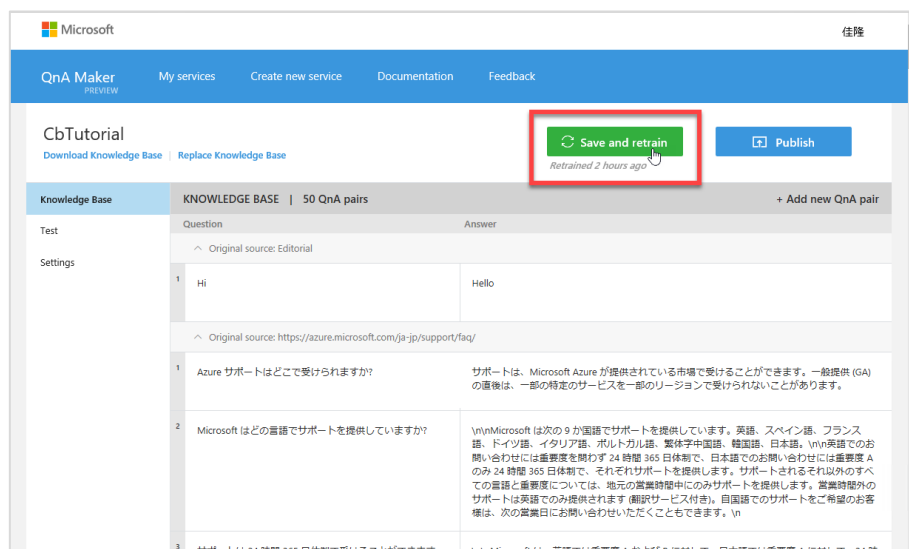 Microsoft
佳隆
QnA Maker
PREVIEW
My services
Create new service
Documentation
Feedback
CbTutorial
Download Knowledge Base | Replace Knowledge Base
Save and retrain
Retrained 2 hours ago
Publish
Knowledge Base
Test
Settings
KNOWLEDGE BASE | 50 QnA pairs
+ Add new QnA pair
Question
Answer
Original source: Editorial
1
Hi
Hello
Original source: https://azure.microsoft.com/ja-jp/support/faq/
1
Azure サポートはどこで受けられますか?
サポートは、Microsoft Azure が提供されている市場で受けることができます。一般提供 (GA)
の直後は、一部の特定のサービスを一部のリージョンで受けられないことがあります。
2
Microsoft はどの言語でサポートを提供していますか?
\n\nMicrosoft は次の 9 か国語でサポートを提供しています。英語、スペイン語、フランス
語、ドイツ語、イタリア語、ポルトガル語、繁体字中国語、韓国語、日本語。\n\n英語でのお
問い合わせには重要度を問わず 24 時間 365 日体制で、日本語でのお問い合わせには重要度 A
のみ 24 時間 365 日体制で、それぞれサポートを提供します。サポートされるそれ以外のすべ
ての言語と重要度については、地元の営業時間中にのみサポートを提供します。営業時間外の
サポートは英語でのみ提供されます (翻訳サービス付き)。自国語でのサポートをご希望のお客
様は、次の営業日にお問い合わせいただくこともできます。\n
3